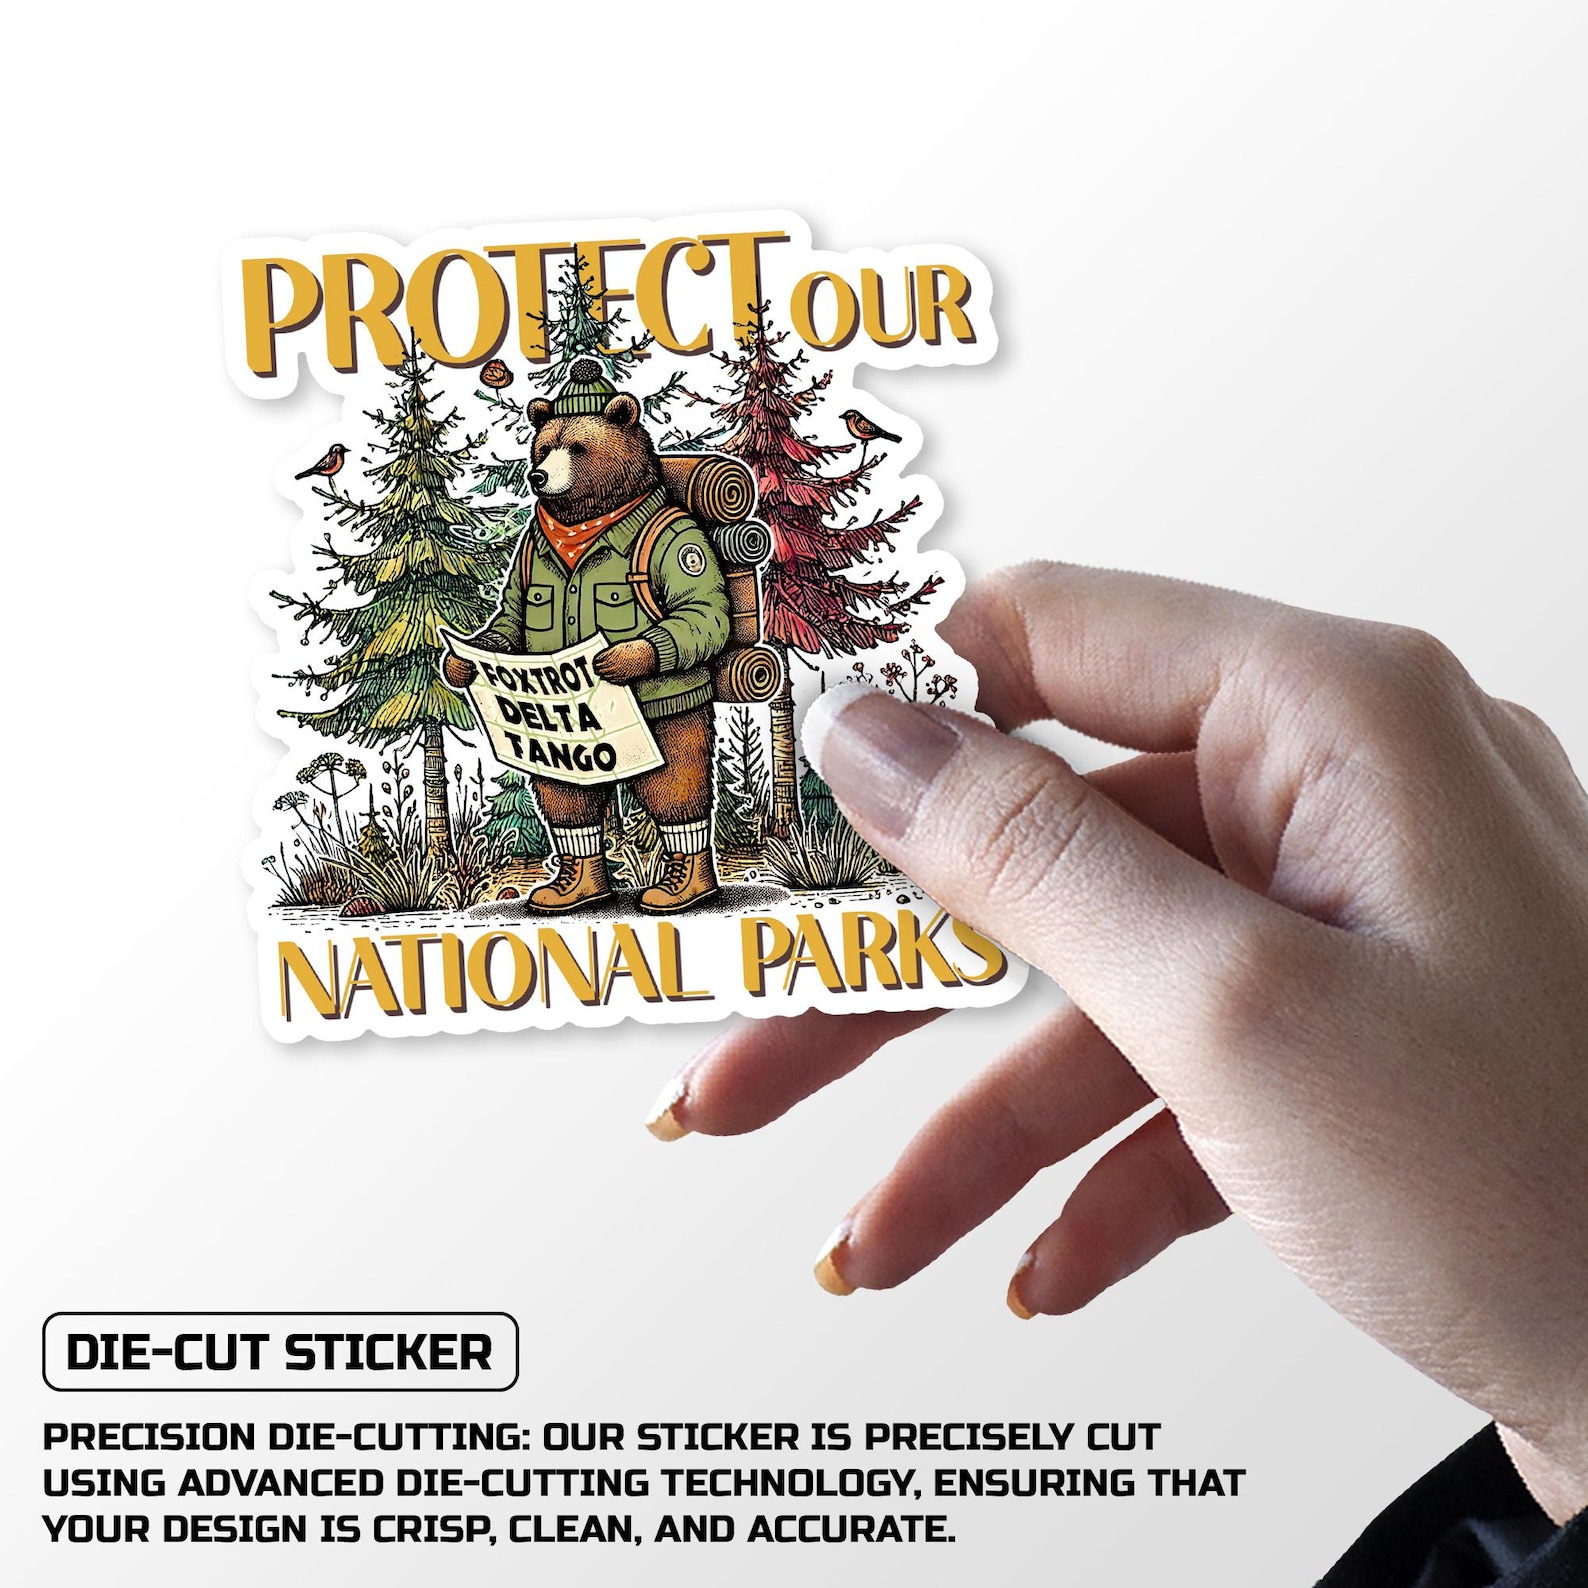 PROTECT OUR
FOXTROT
DELTA
TANGO
NATIONAL PARKS
DIE-CUT STICKER
PRECISION DIE-CUTTING: OUR STICKER IS PRECISELY CUT
USING ADVANCED DIE-CUTTING TECHNOLOGY, ENSURING THAT
YOUR DESIGN IS CRISP, CLEAN, AND ACCURATE.